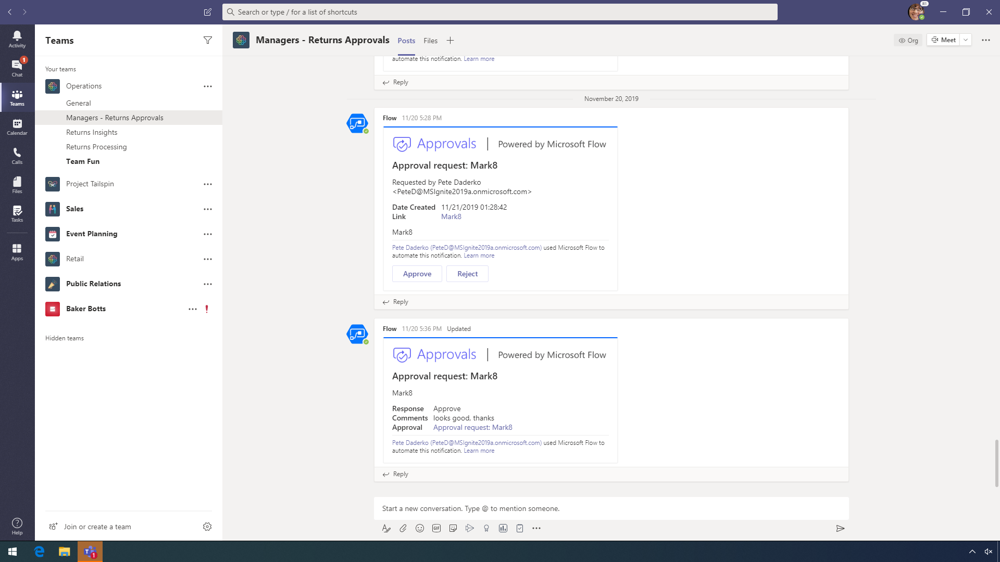 Search or type / for a list of shortcuts
R1
Activity
Chat
1
Teams
Calendar
Calls
Files
Tasks
Apps
Help
Teams
Your teams
Operations
General
Managers - Returns Approvals
Returns Insights
Returns Processing
Team Fun
Project Tailspin
Sales
Event Planning
Retail
Public Relations
Baker Botts
Hidden teams
Join or create a team
Managers - Returns Approvals
Posts
Files
Org
Meet
automate this notification. Learn more
Reply
November 20, 2019
Flow 11/20 5:28 PM
Approvals | Powered by Microsoft Flow
Approval request: Mark8
Requested by Pete Daderko
<PeteD@MSIgnite2019a.onmicrosoft.com>
Date Created 11/21/2019 01:28:42
Link Mark8
Mark8
Pete Daderko (PeteD@MSIgnite2019a.onmicrosoft.com) used Microsoft Flow to
automate this notification. Learn more
Approve Reject
Reply
Flow 11/20 5:36 PM Updated
Approvals | Powered by Microsoft Flow
Approval request: Mark8
Mark8
Response Approve
Comments looks good, thanks
Approval Approval request: Mark8
Pete Daderko (PeteD@MSIgnite2019a.onmicrosoft.com) used Microsoft Flow to
automate this notification. Learn more
Reply
Start a new conversation. Type @ to mention someone.
GIF
T
1